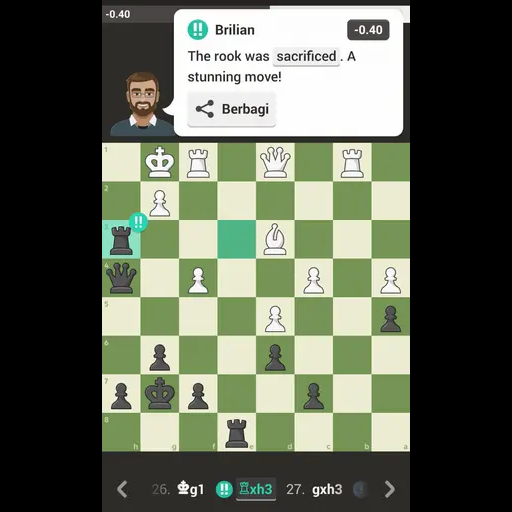 -0.40
Brilian
-0.40
The rook was sacrificed. A
stunning move!
Berbagi
1
2
3
4
5
6
7
8
h g f e d c b a
26. ♚g1 !! ♖xh3 27. gxh3